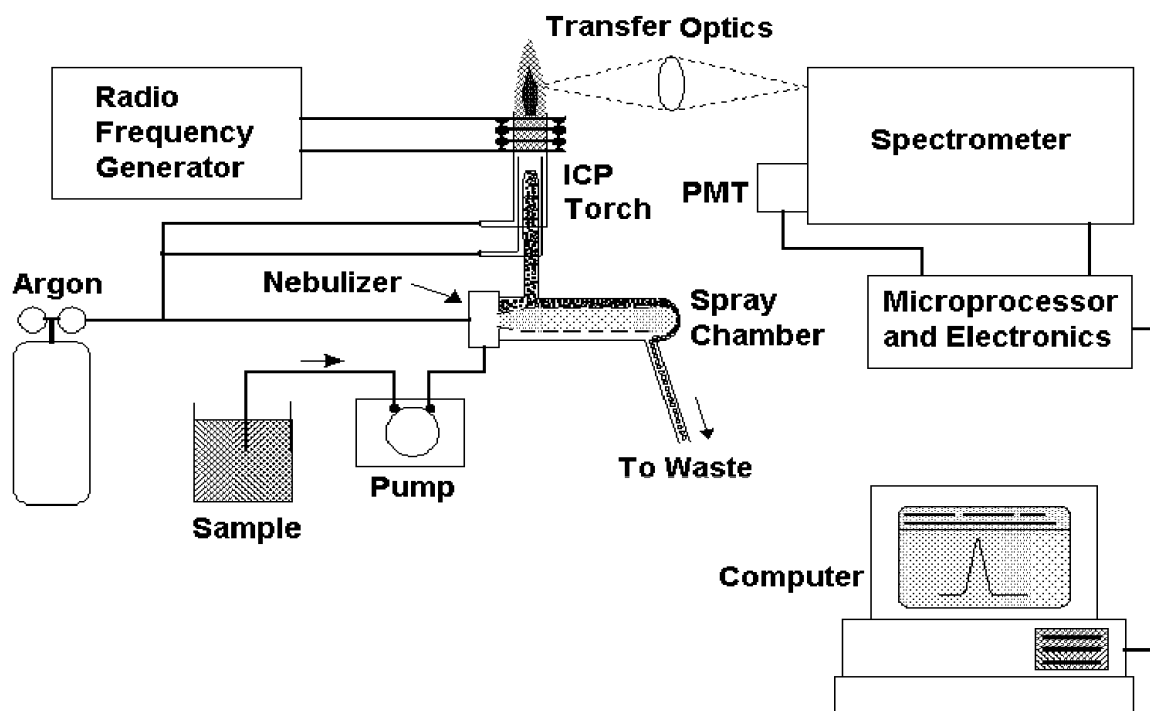 Transfer Optics
Radio
Frequency
Generator
Spectrometer
ICP
Torch
PMT
Argon
Nebulizer
Spray
Chamber
Microprocessor
and Electronics
Sample
Pump
To Waste
Computer